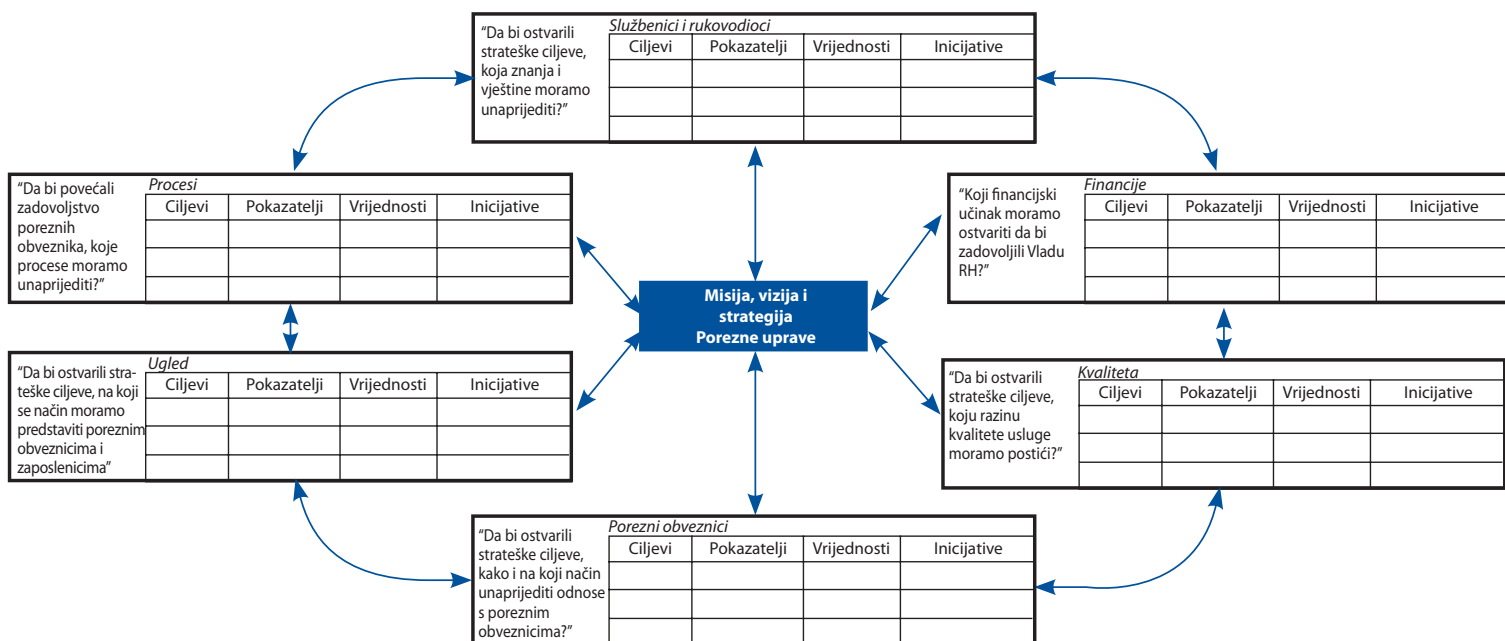 Službenici i rukovodioci
“Da bi ostvarili
strateške ciljeve,
koja znanja i
vještine moramo
unaprijediti?”
Ciljevi Pokazatelji Vrijednosti Inicijative
Procesi
“Da bi povećali
zadovoljstvo
poreznih
obveznika, koje
procese moramo
unaprijediti?”
Ciljevi Pokazatelji Vrijednosti Inicijative
Financije
“Koji financijski
učinak moramo
ostvariti da bi
zadovoljili Vladu
RH?”
Ciljevi Pokazatelji Vrijednosti Inicijative
Misija, vizija i
strategija
Porezne uprave
Ugled
“Da bi ostvarili stra-
teške ciljeve, na koji
se način moramo
predstaviti poreznim
obveznicima i
zaposlenicima”
Ciljevi Pokazatelji Vrijednosti Inicijative
Kvaliteta
“Da bi ostvarili
strateške ciljeve,
koju razinu
kvalitete usluge
moramo postići?”
Ciljevi Pokazatelji Vrijednosti Inicijative
Porezni obveznici
“Da bi ostvarili
strateške ciljeve,
kako i na koji način
unaprijediti odnose
s poreznim
obveznicima?”
Ciljevi Pokazatelji Vrijednosti Inicijative